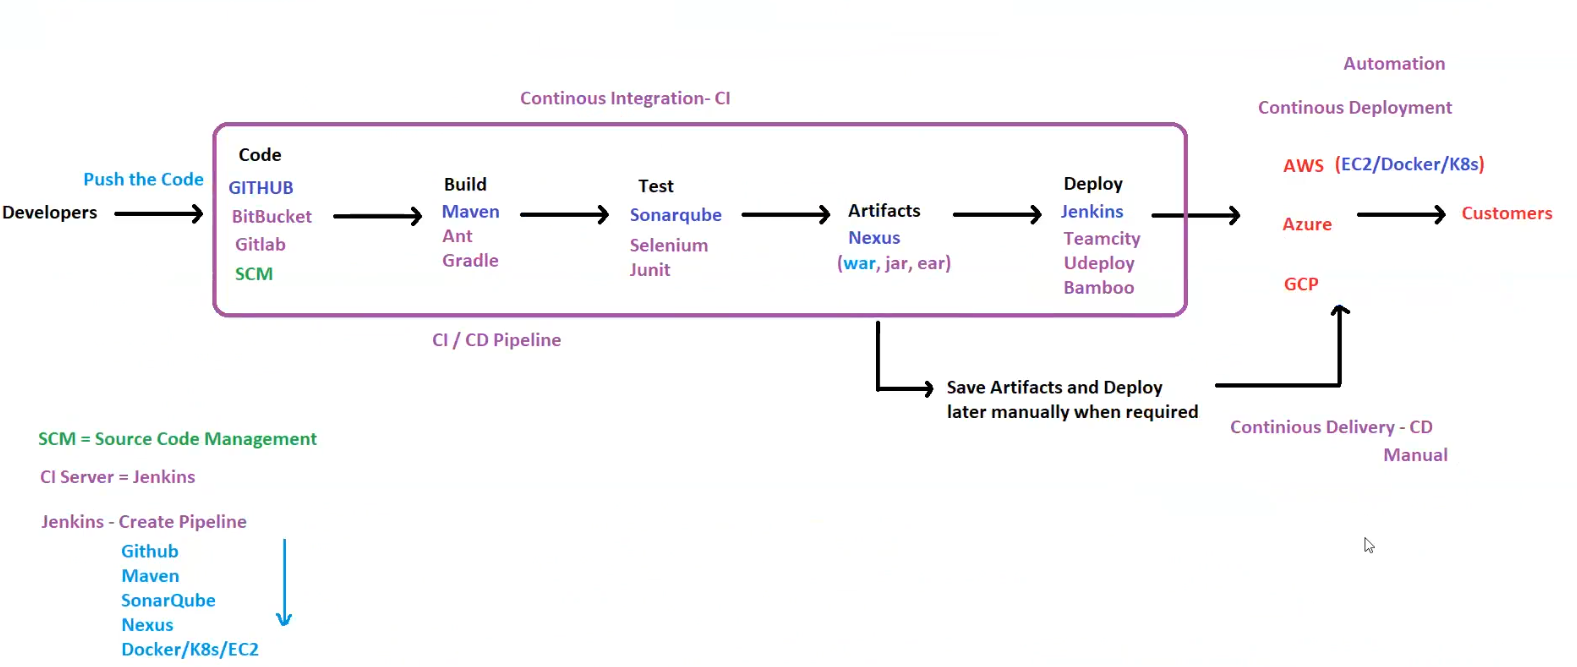 Automation
Continous Integration- CI
Continous Deployment
Push the Code
Developers
Code
GITHUB
BitBucket
Gitlab
SCM
Build
Maven
Ant
Gradle
Test
Sonarqube
Selenium
Junit
Artifacts
Nexus
(war, jar, ear)
Deploy
Jenkins
Teamcity
Udeploy
Bamboo
AWS (EC2/Docker/K8s)
Azure
GCP
Customers
CI / CD Pipeline
Save Artifacts and Deploy
later manually when required
Continious Delivery - CD
Manual
SCM = Source Code Management
CI Server = Jenkins
Jenkins - Create Pipeline
Github
Maven
SonarQube
Nexus
Docker/K8s/EC2